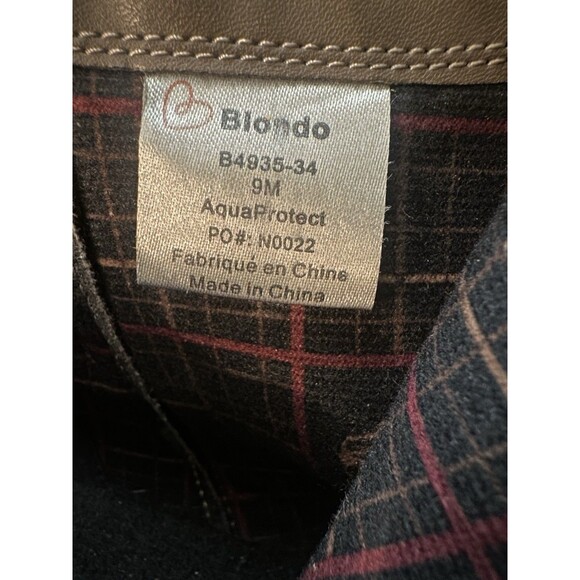 Blondo
B4935-34
9M
AquaProtect
PO#: N0022
Fabriqué en Chine
Made in China